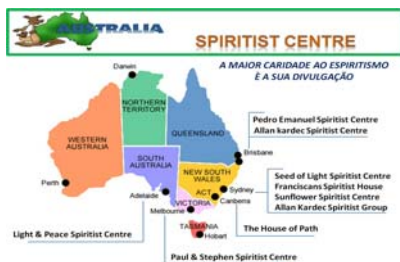 AUSTRALIA
SPIRITIST CENTRE
A MAIOR CARIDADE AO ESPIRITISMO
É A SUA DIVULGAÇÃO
Darwin
NORTHERN
TERRITORY
WESTERN
AUSTRALIA
QUEENSLAND
SOUTH
AUSTRALIA
NEW SOUTH
WALES
ACT
VICTORIA
TASMANIA
Perth
Adelaide
Melbourne
Hobart
Brisbane
Sydney
Canberra
Pedro Emanuel Spiritist Centre
Allan kardec Spiritist Centre
Seed of Light Spiritist Centre
Franciscans Spiritist House
Sunflower Spiritist Centre
Allan Kardec Spiritist Group
The House of Path
Light & Peace Spiritist Centre
Paul & Stephen Spiritist Centre